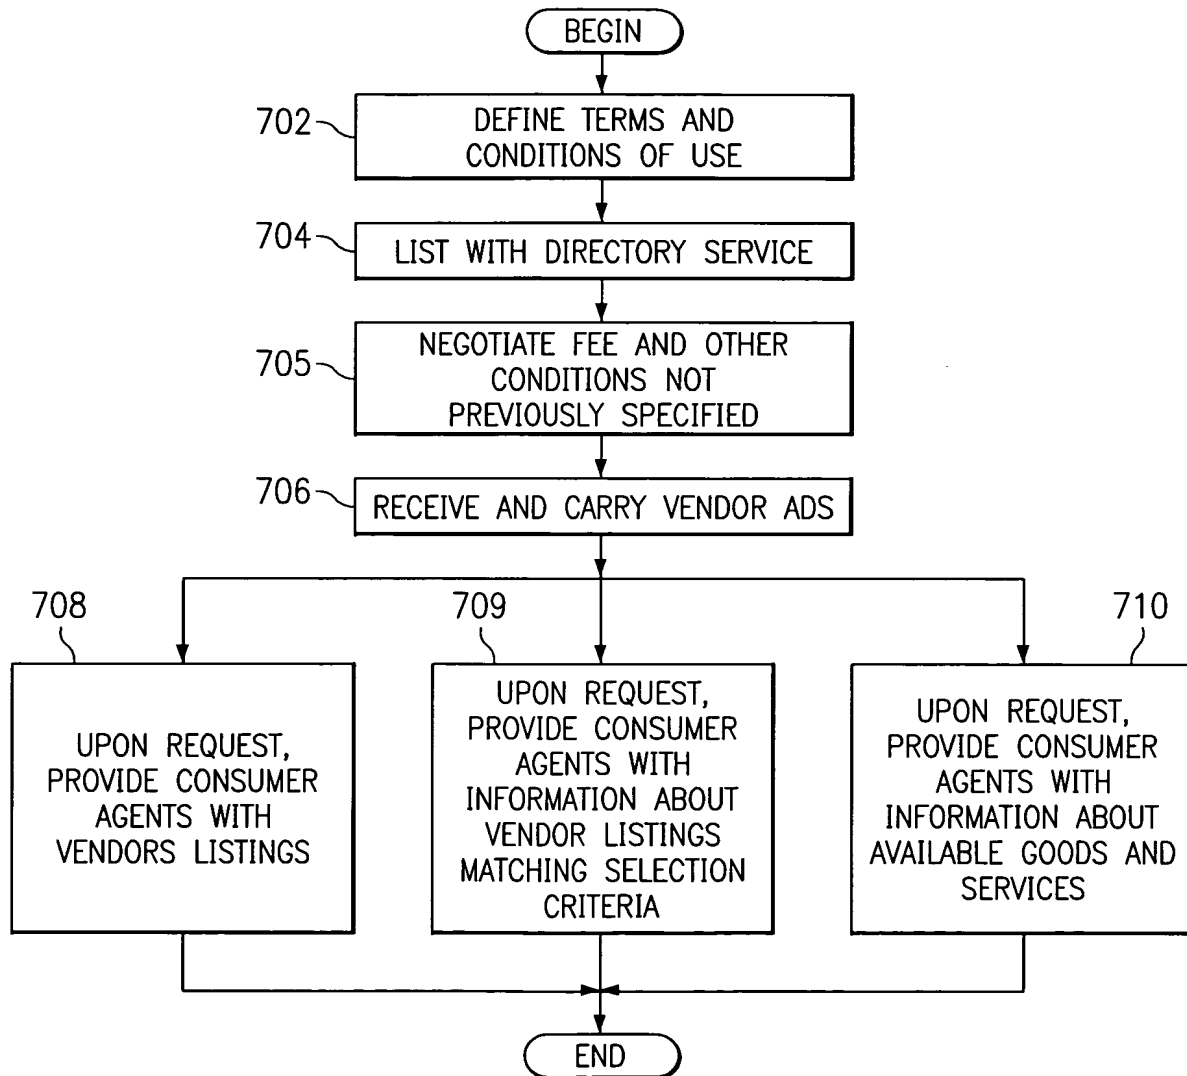 BEGIN
702
DEFINE TERMS AND
CONDITIONS OF USE
704
LIST WITH DIRECTORY SERVICE
705
NEGOTIATE FEE AND OTHER
CONDITIONS NOT
PREVIOUSLY SPECIFIED
706
RECEIVE AND CARRY VENDOR ADS
708
UPON REQUEST,
PROVIDE CONSUMER
AGENTS WITH
VENDORS LISTINGS
709
UPON REQUEST,
PROVIDE CONSUMER
AGENTS WITH
INFORMATION ABOUT
VENDOR LISTINGS
MATCHING SELECTION
CRITERIA
710
UPON REQUEST,
PROVIDE CONSUMER
AGENTS WITH
INFORMATION ABOUT
AVAILABLE GOODS AND
SERVICES
END